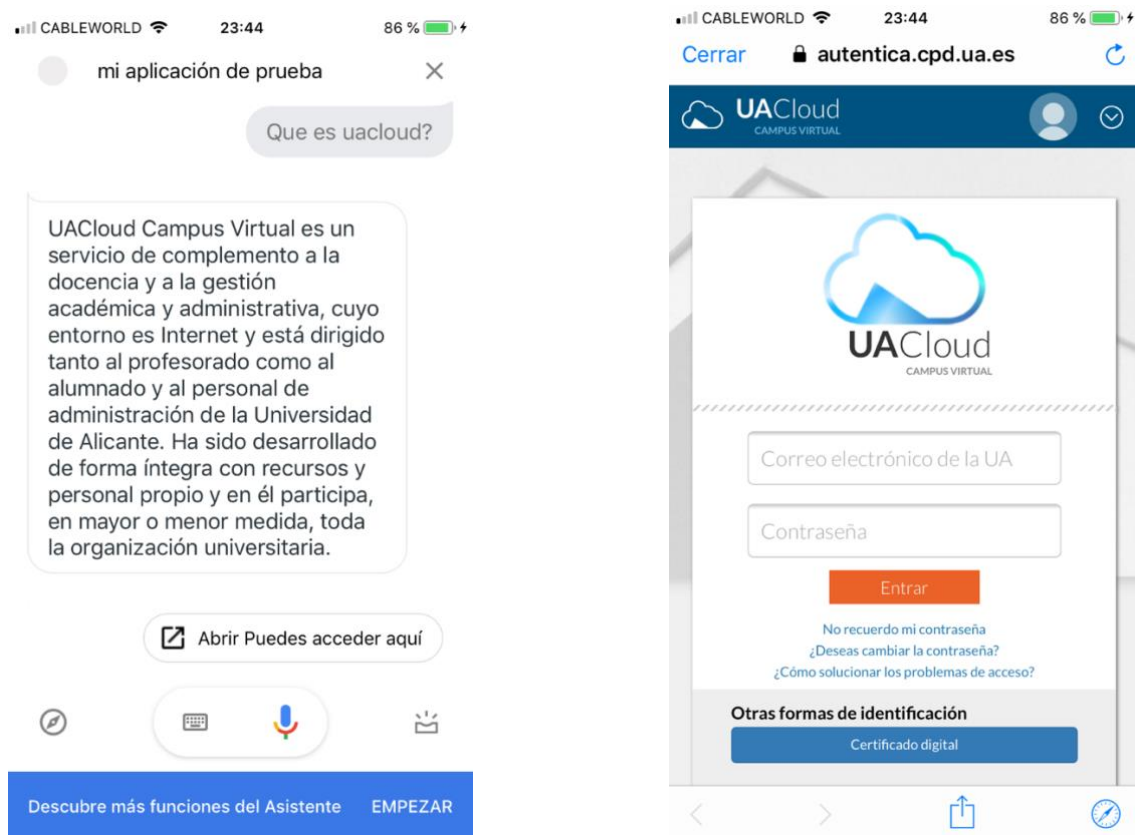 CABLEWORLD 23:44 86 %
mi aplicación de prueba
Que es uacloud?
UACloud Campus Virtual es un
servicio de complemento a la
docencia y a la gestión
académica y administrativa, cuyo
entorno es Internet y está dirigido
tanto al profesorado como al
alumnado y al personal de
administración de la Universidad
de Alicante. Ha sido desarrollado
de forma íntegra con recursos y
personal propio y en él participa,
en mayor o menor medida, toda
la organización universitaria.
Abrir Puedes acceder aquí
Descubre más funciones del Asistente EMPEZAR
CABLEWORLD 23:44 86 %
Cerrar autentica.cpd.ua.es
UACloud
CAMPUS VIRTUAL
UACloud
CAMPUS VIRTUAL
Correo electrónico de la UA
Contraseña
Entrar
No recuerdo mi contraseña
¿Deseas cambiar la contraseña?
¿Cómo solucionar los problemas de acceso?
Otras formas de identificación
Certificado digital